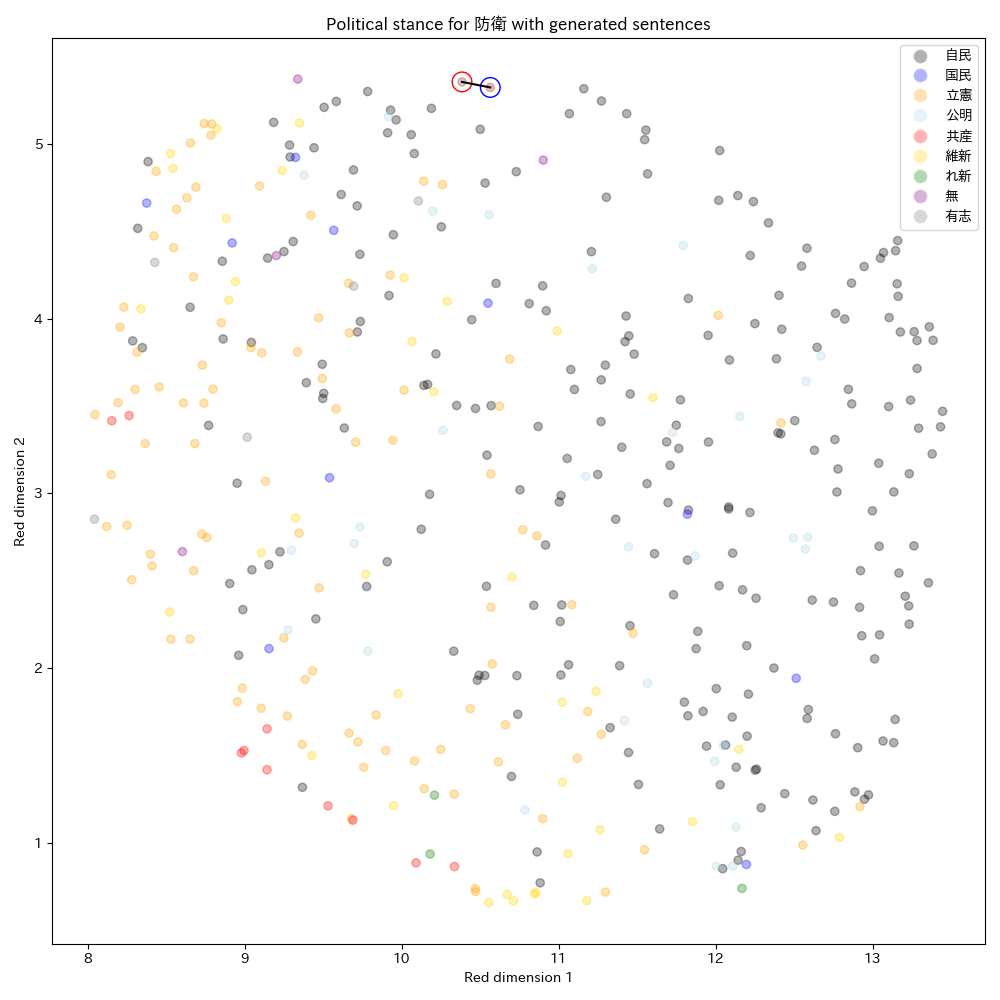 Political stance for 防衛 with generated sentences
自民
国民
立憲
公明
共産
維新
れ新
無
有志
5
4
3
2
1
Red dimension 2
8 9 10 11 12 13
Red dimension 1